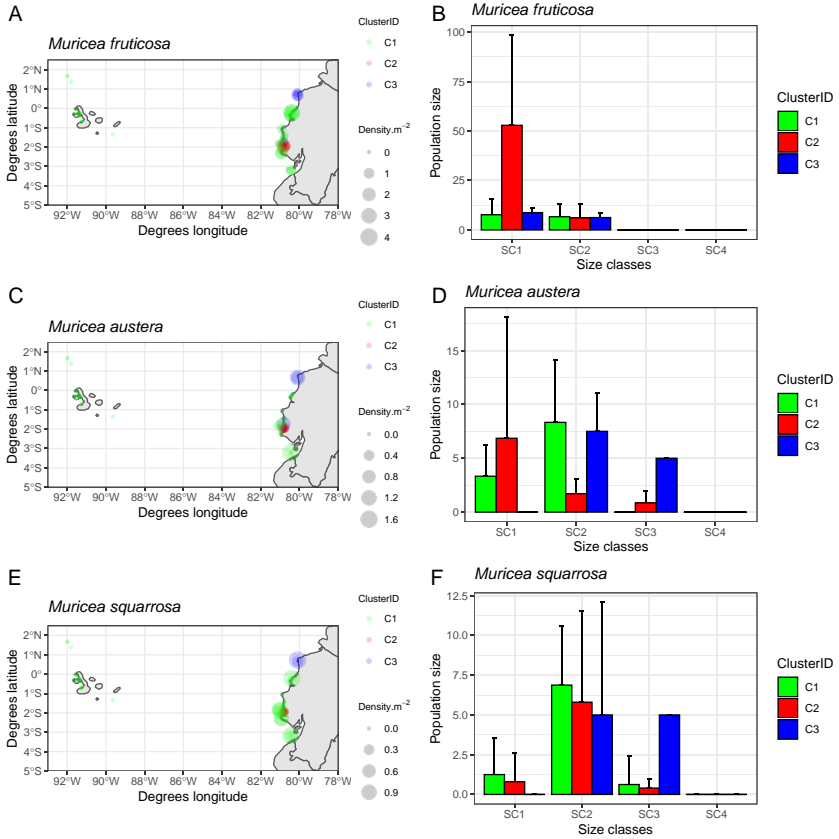 A
Muricea fruticosa
2°N
1°N
0°
1°S
2°S
3°S
4°S
5°S
92°W 90°W 88°W 86°W 84°W 82°W 80°W 78°W
Degrees longitude
Degrees latitude
ClusterID
C1
C2
C3
Density.m⁻²
0
1
2
3
4
B
Muricea fruticosa
100
75
50
25
0
Population size
SC1 SC2 SC3 SC4
Size classes
ClusterID
C1
C2
C3
C
Muricea austera
2°N
1°N
0°
1°S
2°S
3°S
4°S
5°S
92°W 90°W 88°W 86°W 84°W 82°W 80°W 78°W
Degrees longitude
Degrees latitude
ClusterID
C1
C2
C3
Density.m⁻²
0.0
0.4
0.8
1.2
1.6
D
Muricea austera
15
10
5
0
Population size
SC1 SC2 SC3 SC4
Size classes
ClusterID
C1
C2
C3
E
Muricea squarrosa
2°N
1°N
0°
1°S
2°S
3°S
4°S
5°S
92°W 90°W 88°W 86°W 84°W 82°W 80°W 78°W
Degrees longitude
Degrees latitude
ClusterID
C1
C2
C3
Density.m⁻²
0.0
0.3
0.6
0.9
F
Muricea squarrosa
12.5
10.0
7.5
5.0
2.5
0.0
Population size
SC1 SC2 SC3 SC4
Size classes
ClusterID
C1
C2
C3